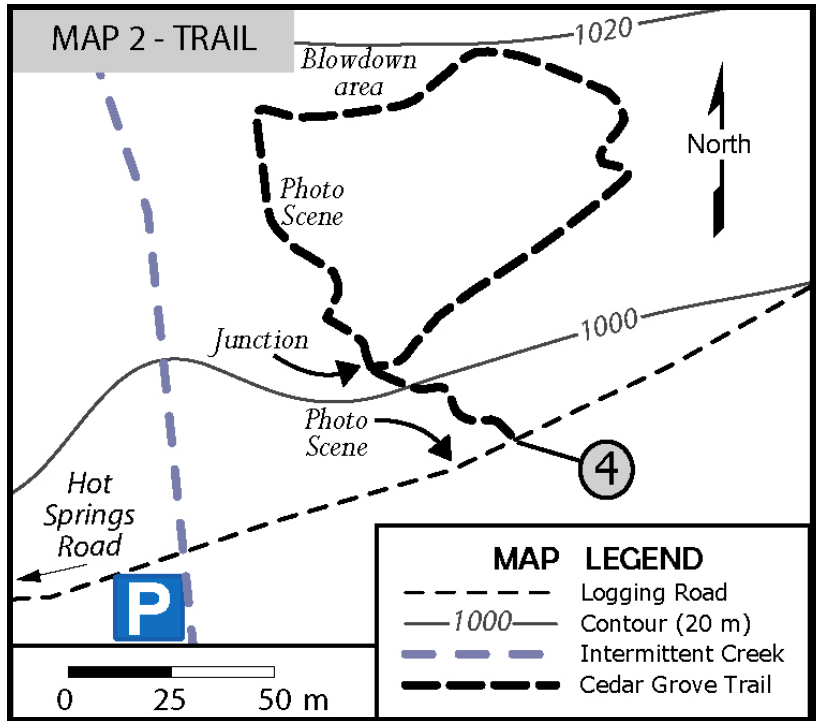 MAP 2 - TRAIL
1020
Blowdown
area
North
Photo
Scene
1000
Junction
Photo
Scene
4
Hot
Springs
Road
P
MAP LEGEND
Logging Road
1000 Contour (20 m)
Intermittent Creek
Cedar Grove Trail
0 25 50 m